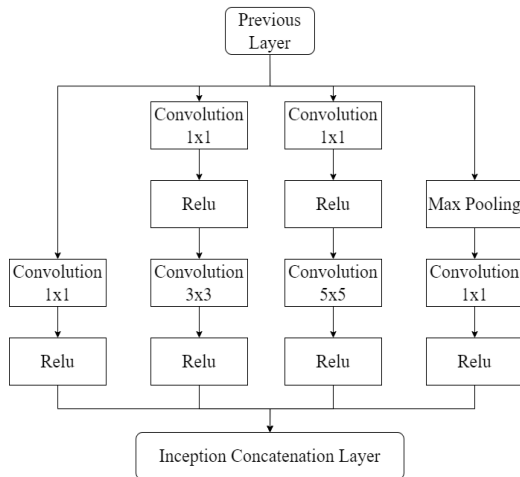 Previous
Layer
Convolution
1x1
Convolution
1x1
Relu
Relu
Max Pooling
Convolution
1x1
Convolution
3x3
Convolution
5x5
Convolution
1x1
Relu
Relu
Relu
Relu
Inception Concatenation Layer